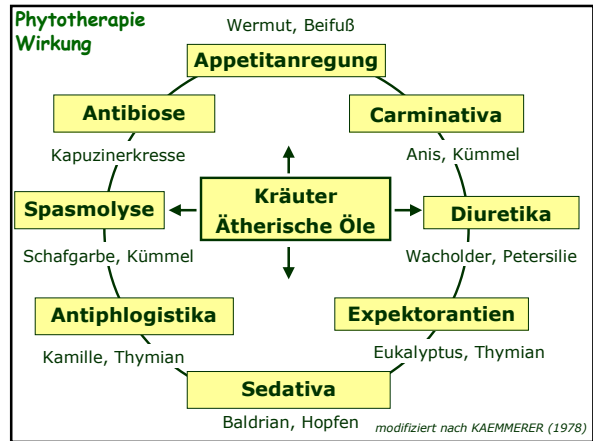 Phytotherapie
Wirkung
Wermut, Beifuß
Appetitanregung
Antibiose
Carminativa
Kapuzinerkresse
Anis, Kümmel
Kräuter
Ätherische Öle
Spasmolyse
Diuretika
Schafgarbe, Kümmel
Wacholder, Petersilie
Antiphlogistika
Expektorantien
Kamille, Thymian
Eukalyptus, Thymian
Sedativa
Baldrian, Hopfen
modifiziert nach KAEMMERER (1978)